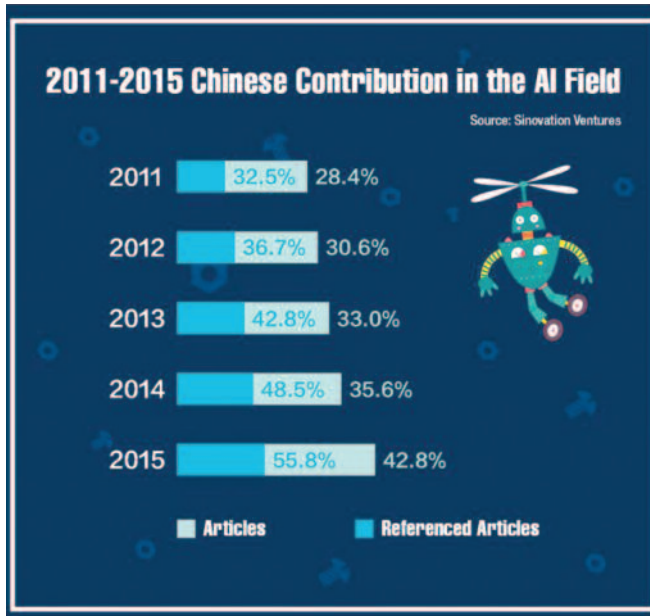 2011-2015 Chinese Contribution in the AI Field
Source: Sinovation Ventures
2011 32.5% 28.4%
2012 36.7% 30.6%
2013 42.8% 33.0%
2014 48.5% 35.6%
2015 55.8% 42.8%
Articles Referenced Articles